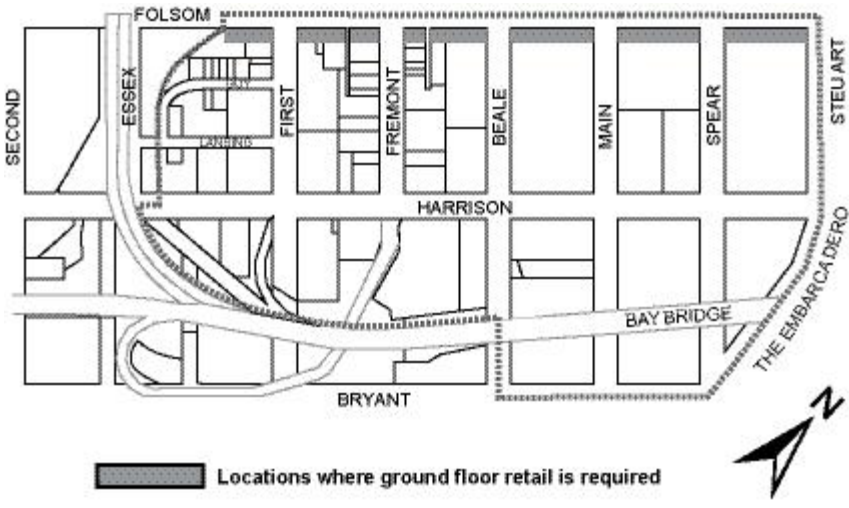 FOLSOM
SECOND
ESSEX
GUY
LANSING
FIRST
FREMONT
BEALE
MAIN
SPEAR
STEUART
HARRISON
THE EMBARCADERO
BAY BRIDGE
BRYANT
N
Locations where ground floor retail is required